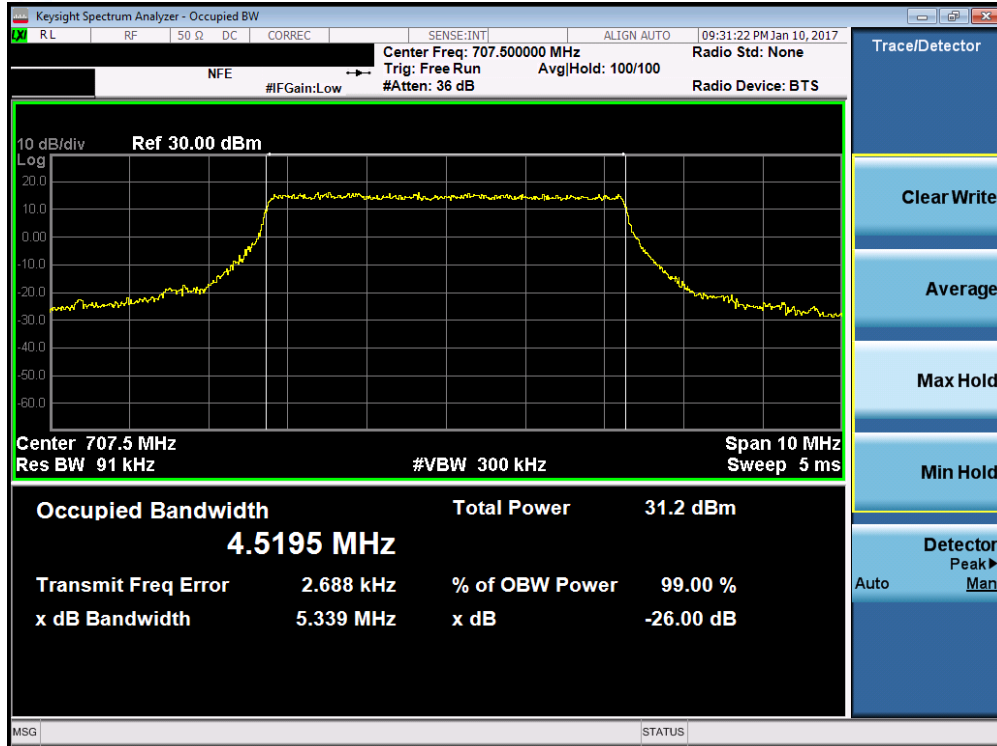 Keysight Spectrum Analyzer - Occupied BW
LXI RL RF 50 Ω DC CORREC SENSE:INT ALIGN AUTO 09:31:22 PM Jan 10, 2017
Center Freq: 707.500000 MHz Radio Std: None
NFE Trig: Free Run Avg|Hold: 100/100
#IFGain:Low #Atten: 36 dB Radio Device: BTS
10 dB/div Ref 30.00 dBm
Log
20.0
10.0
0.00
-10.0
-20.0
-30.0
-40.0
-50.0
-60.0
Center 707.5 MHz Span 10 MHz
Res BW 91 kHz #VBW 300 kHz Sweep 5 ms
Occupied Bandwidth Total Power 31.2 dBm
4.5195 MHz
Transmit Freq Error 2.688 kHz % of OBW Power 99.00 %
x dB Bandwidth 5.339 MHz x dB -26.00 dB
Trace/Detector
Clear Write
Average
Max Hold
Min Hold
Detector
Peak▶
Auto Man
MSG STATUS